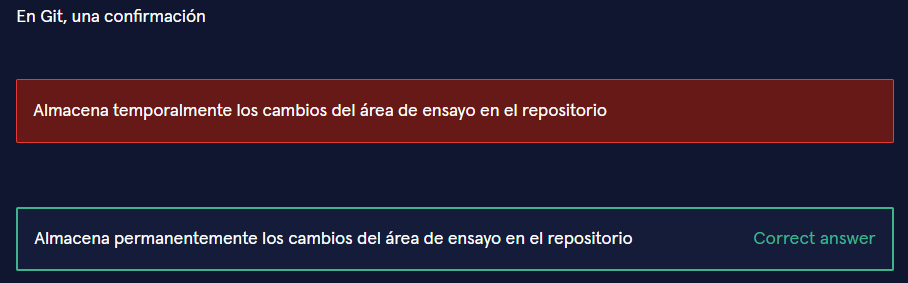 En Git, una confirmación
Almacena temporalmente los cambios del área de ensayo en el repositorio
Almacena permanentemente los cambios del área de ensayo en el repositorio
Correct answer